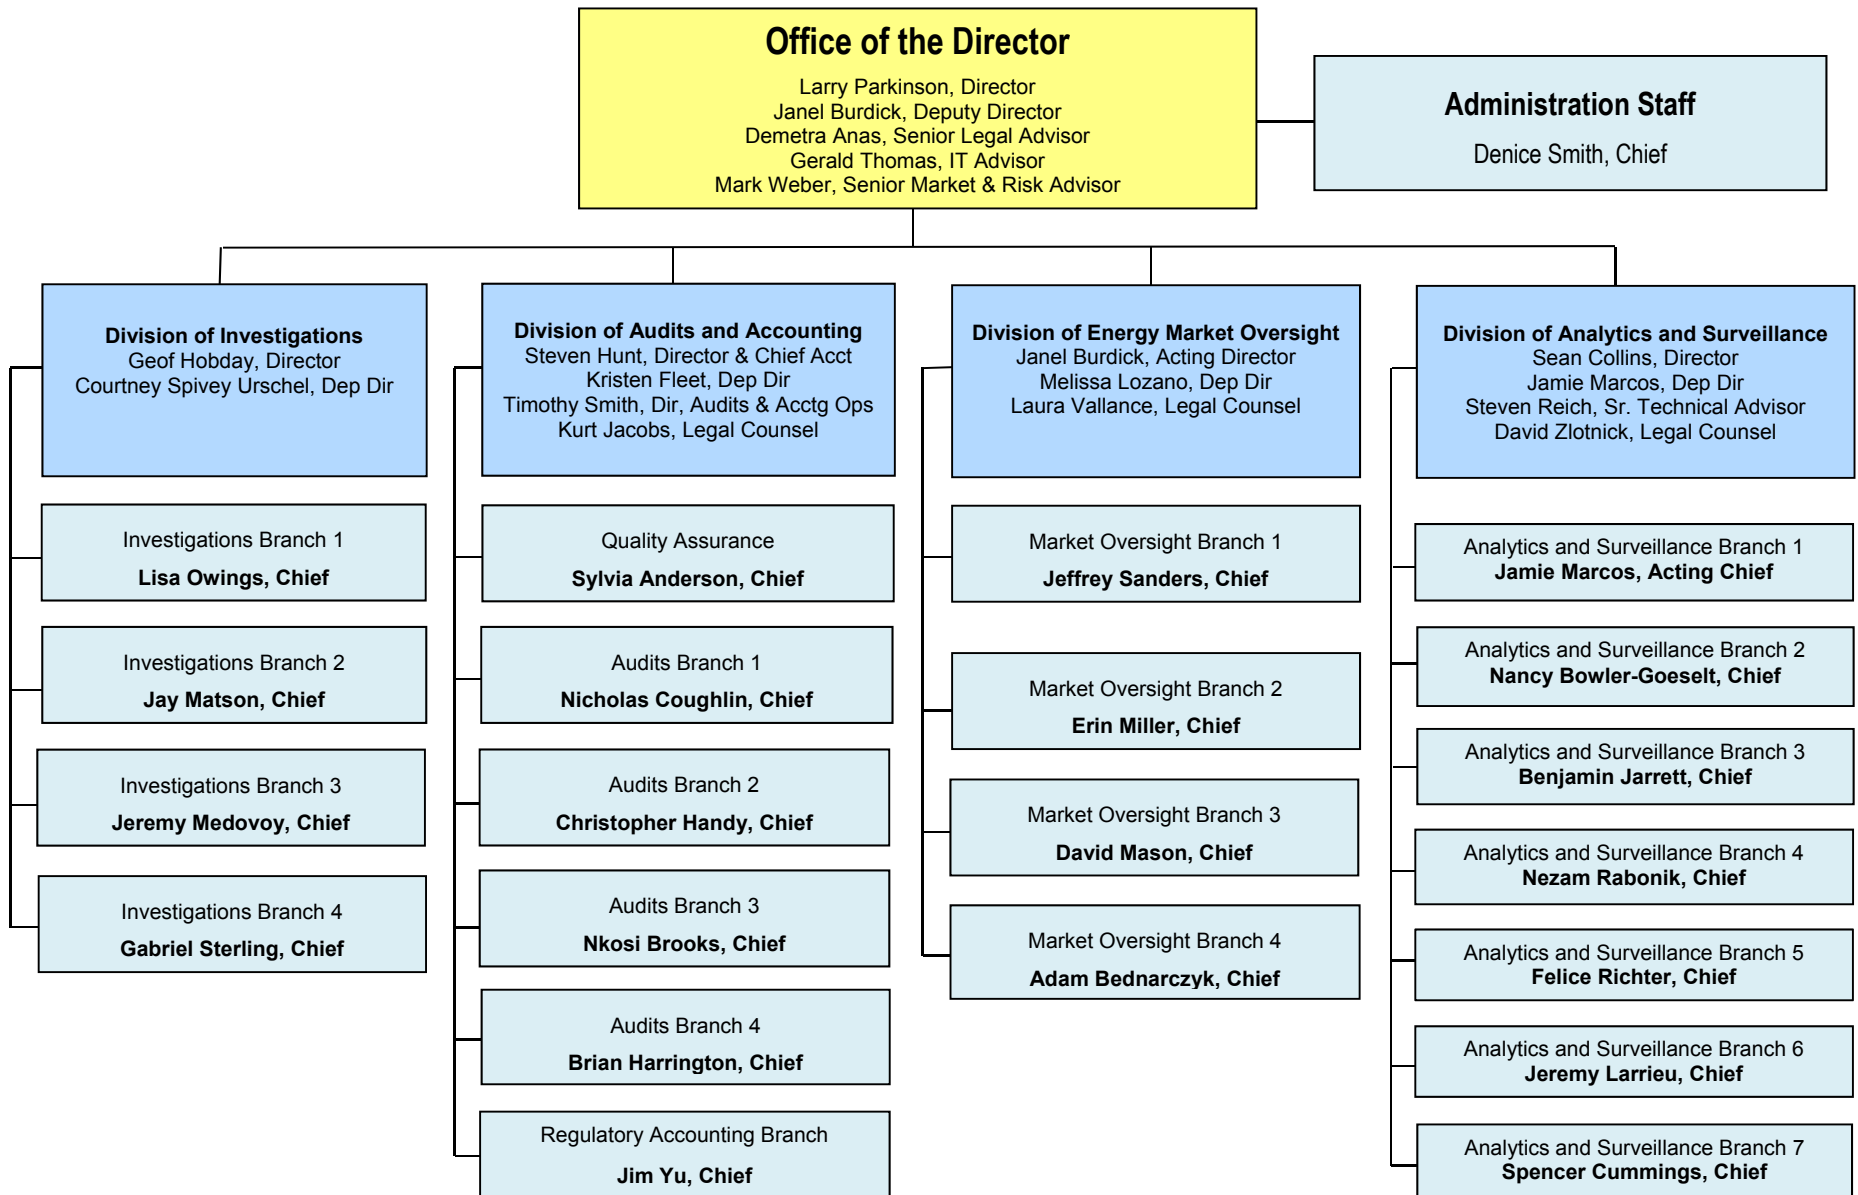 Office of the Director
Larry Parkinson, Director
Janel Burdick, Deputy Director
Demetra Anas, Senior Legal Advisor
Gerald Thomas, IT Advisor
Mark Weber, Senior Market & Risk Advisor
Administration Staff
Denice Smith, Chief
Division of Investigations
Geof Hobday, Director
Courtney Spivey Urschel, Dep Dir
Investigations Branch 1
Lisa Owings, Chief
Investigations Branch 2
Jay Matson, Chief
Investigations Branch 3
Jeremy Medovoy, Chief
Investigations Branch 4
Gabriel Sterling, Chief
Division of Audits and Accounting
Steven Hunt, Director & Chief Acct
Kristen Fleet, Dep Dir
Timothy Smith, Dir, Audits & Acctg Ops
Kurt Jacobs, Legal Counsel
Quality Assurance
Sylvia Anderson, Chief
Audits Branch 1
Nicholas Coughlin, Chief
Audits Branch 2
Christopher Handy, Chief
Audits Branch 3
Nkosi Brooks, Chief
Audits Branch 4
Brian Harrington, Chief
Regulatory Accounting Branch
Jim Yu, Chief
Division of Energy Market Oversight
Janel Burdick, Acting Director
Melissa Lozano, Dep Dir
Laura Vallance, Legal Counsel
Market Oversight Branch 1
Jeffrey Sanders, Chief
Market Oversight Branch 2
Erin Miller, Chief
Market Oversight Branch 3
David Mason, Chief
Market Oversight Branch 4
Adam Bednarczyk, Chief
Division of Analytics and Surveillance
Sean Collins, Director
Jamie Marcos, Dep Dir
Steven Reich, Sr. Technical Advisor
David Zlotnick, Legal Counsel
Analytics and Surveillance Branch 1
Jamie Marcos, Acting Chief
Analytics and Surveillance Branch 2
Nancy Bowler-Goeselt, Chief
Analytics and Surveillance Branch 3
Benjamin Jarrett, Chief
Analytics and Surveillance Branch 4
Nezam Rabonik, Chief
Analytics and Surveillance Branch 5
Felice Richter, Chief
Analytics and Surveillance Branch 6
Jeremy Larrieu, Chief
Analytics and Surveillance Branch 7
Spencer Cummings, Chief